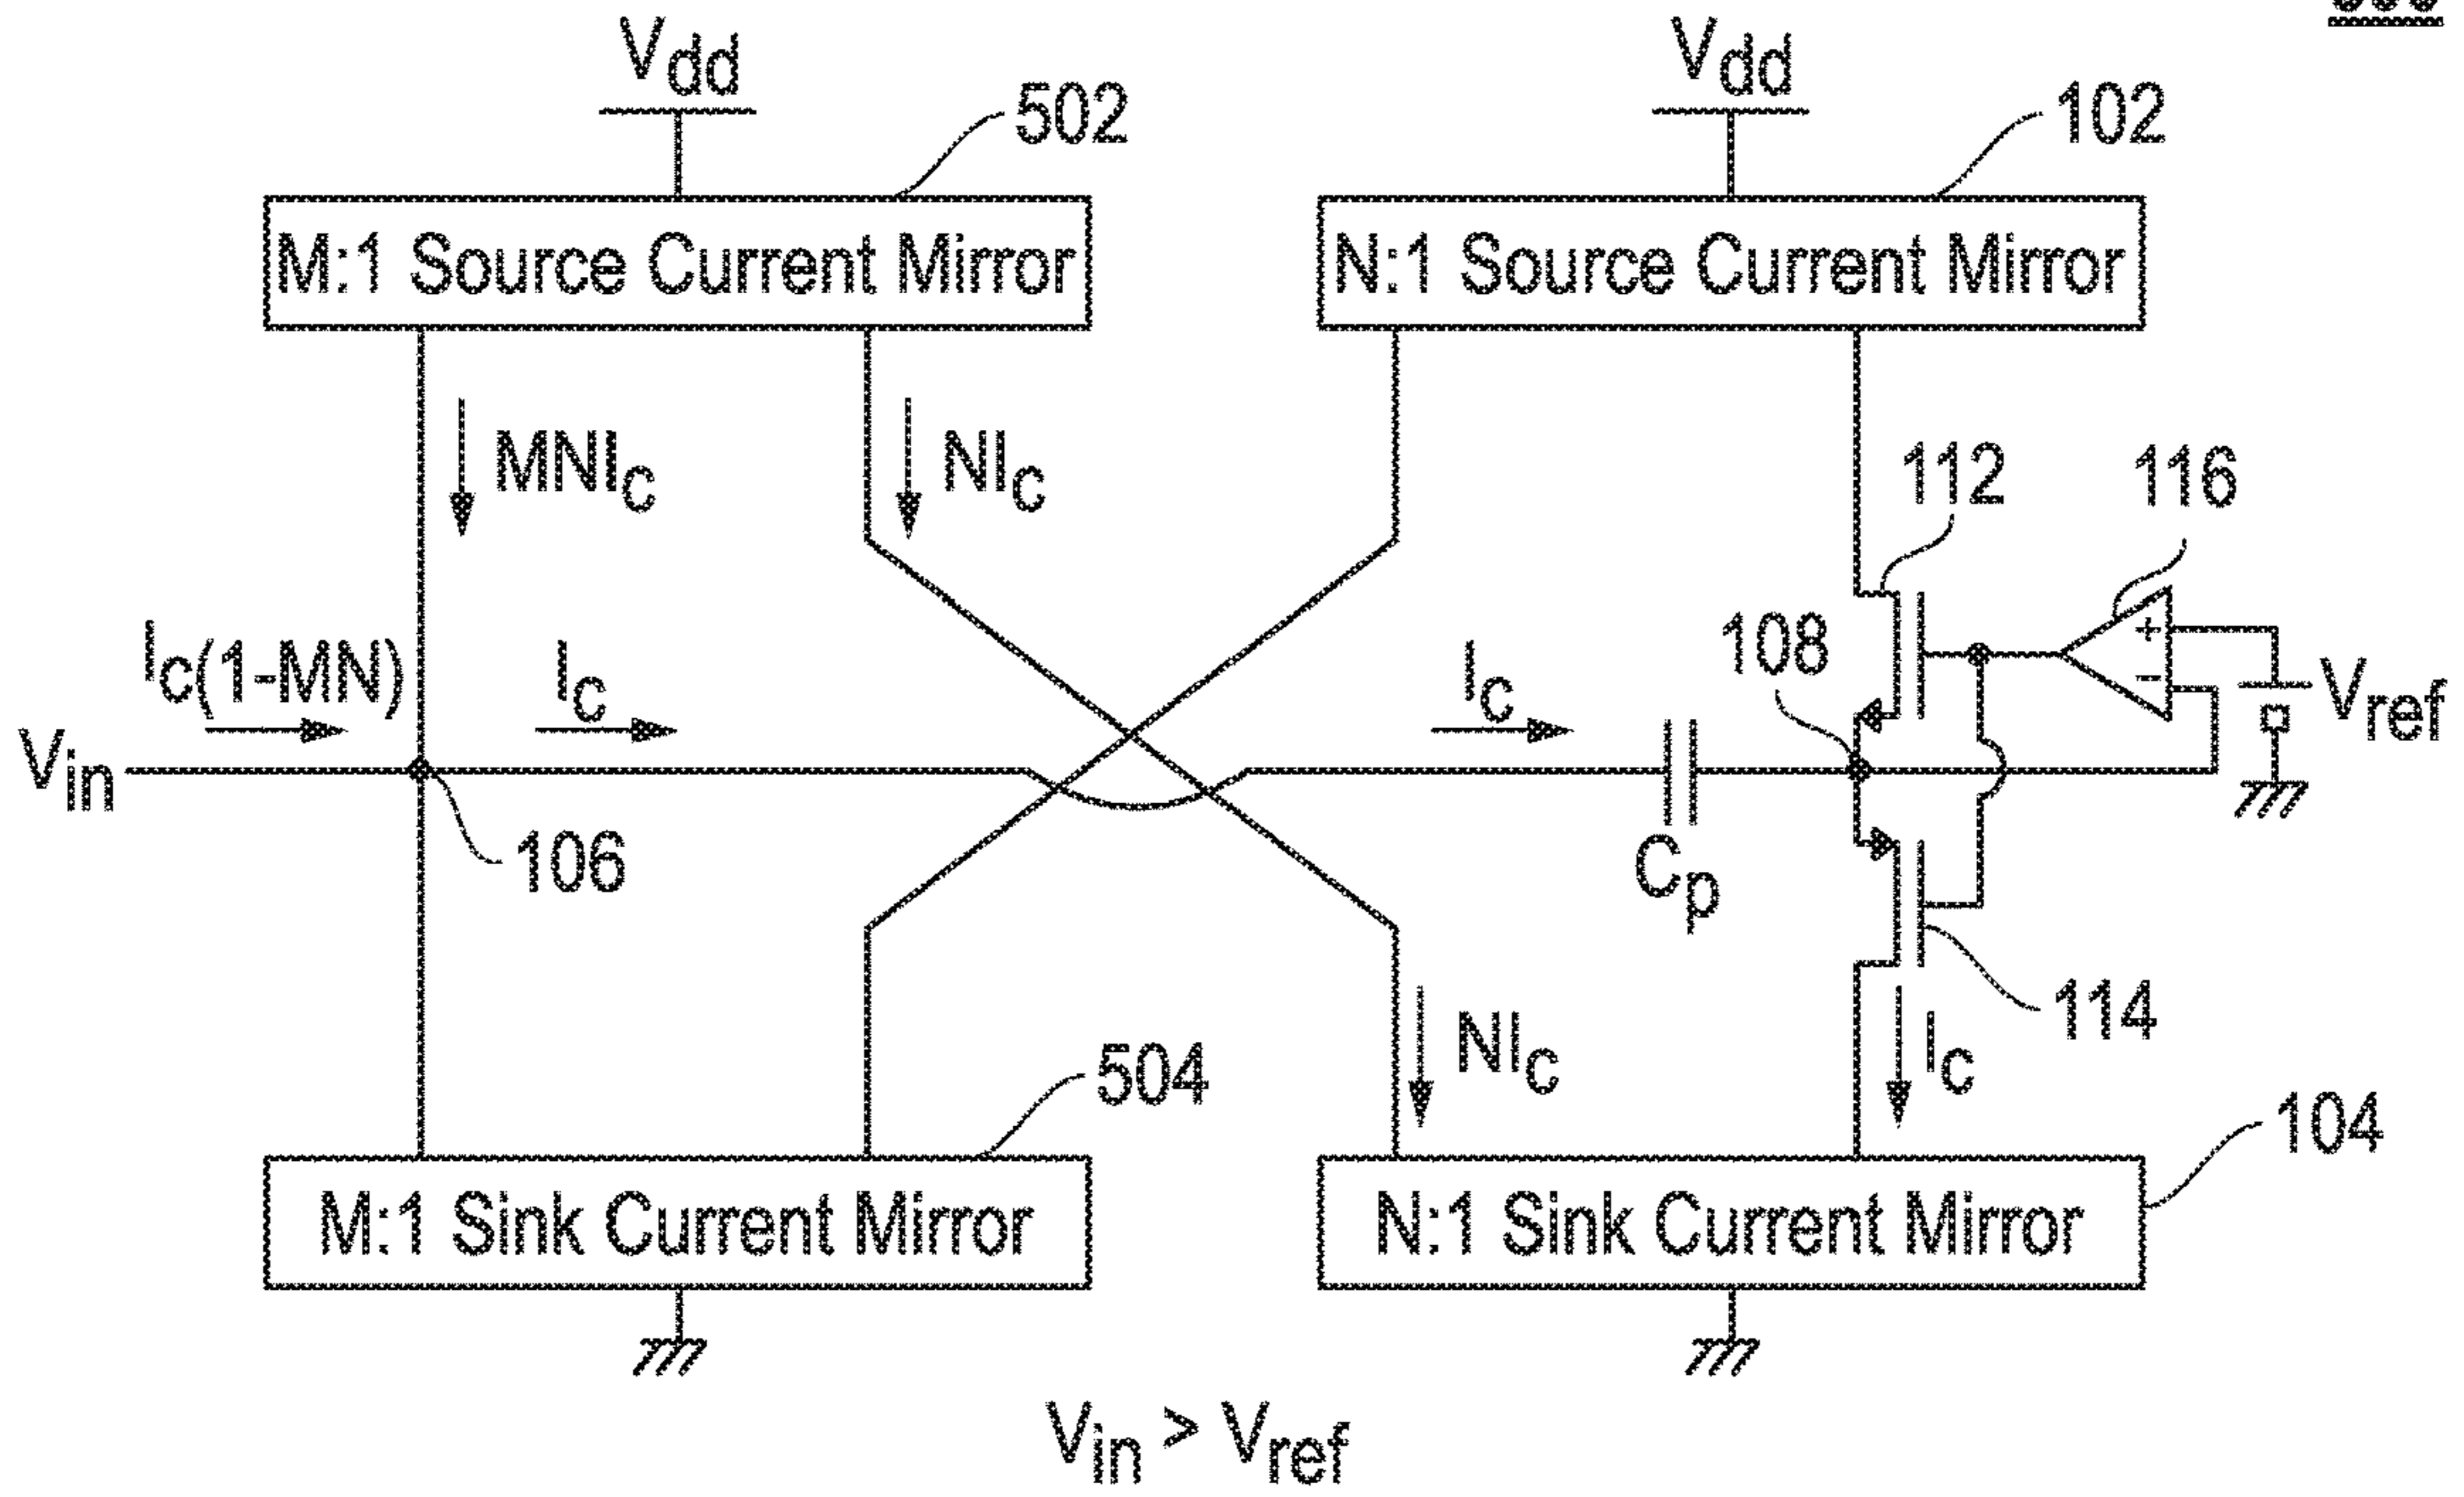 Vdd
Vdd
502
102
M:1 Source Current Mirror
N:1 Source Current Mirror
MNIc
NIc
112
116
Ic(1-MN)
Ic
Ic
108
+
-
Vin
Vref
106
Cp
114
NIc
Ic
504
104
M:1 Sink Current Mirror
N:1 Sink Current Mirror
Vin > Vref